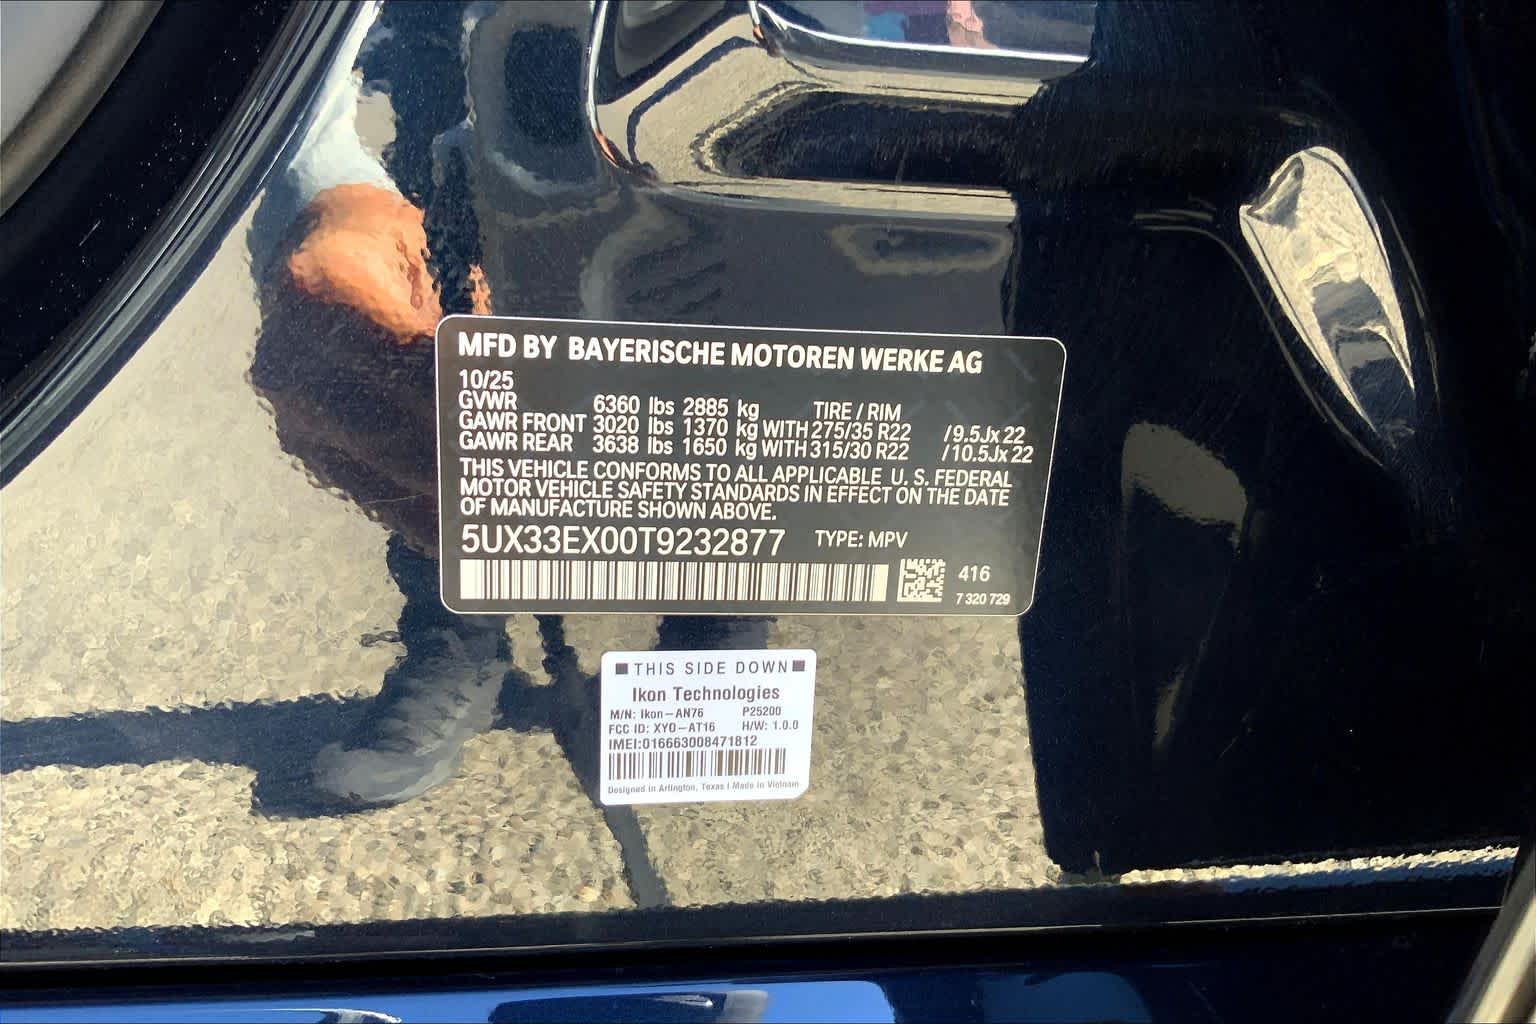 MFD BY BAYERISCHE MOTOREN WERKE AG
10/25
GVWR 6360 lbs 2885 kg TIRE / RIM
GAWR FRONT 3020 lbs 1370 kg WITH 275/35 R22 /9.5Jx22
GAWR REAR 3638 lbs 1650 kg WITH 315/30 R22 /10.5Jx22
THIS VEHICLE CONFORMS TO ALL APPLICABLE U. S. FEDERAL
MOTOR VEHICLE SAFETY STANDARDS IN EFFECT ON THE DATE
OF MANUFACTURE SHOWN ABOVE.
5UX33EX00T9232877 TYPE: MPV
416
7 320 729
THIS SIDE DOWN
Ikon Technologies
M/N: Ikon-AN76 P25200
FCC ID: XYO-AT16 H/W: 1.0.0
IMEI:016663008471812
Designed in Arlington, Texas | Made in Vietnam